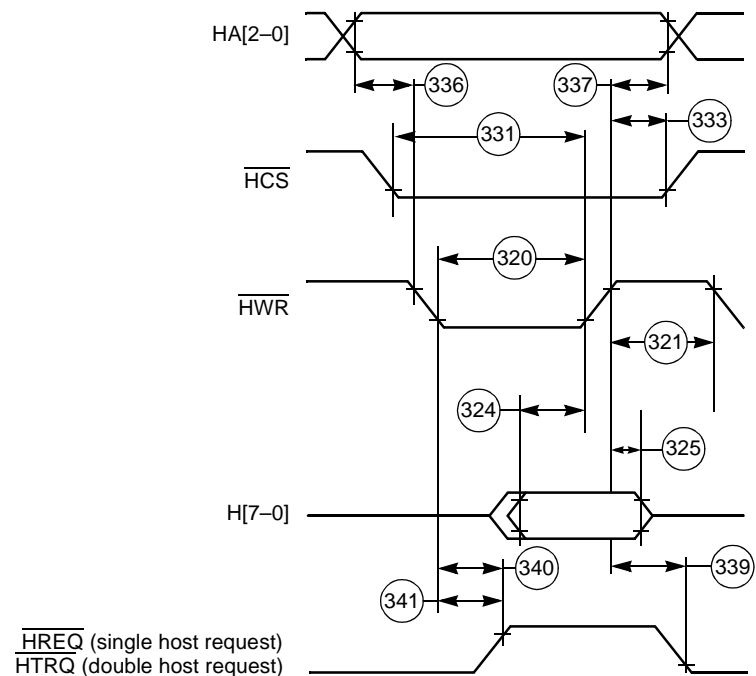 HA[2–0]
336
337
333
331
HCS
320
HWR
321
324
325
H[7–0]
340
339
341
HREQ (single host request)
HTRQ (double host request)